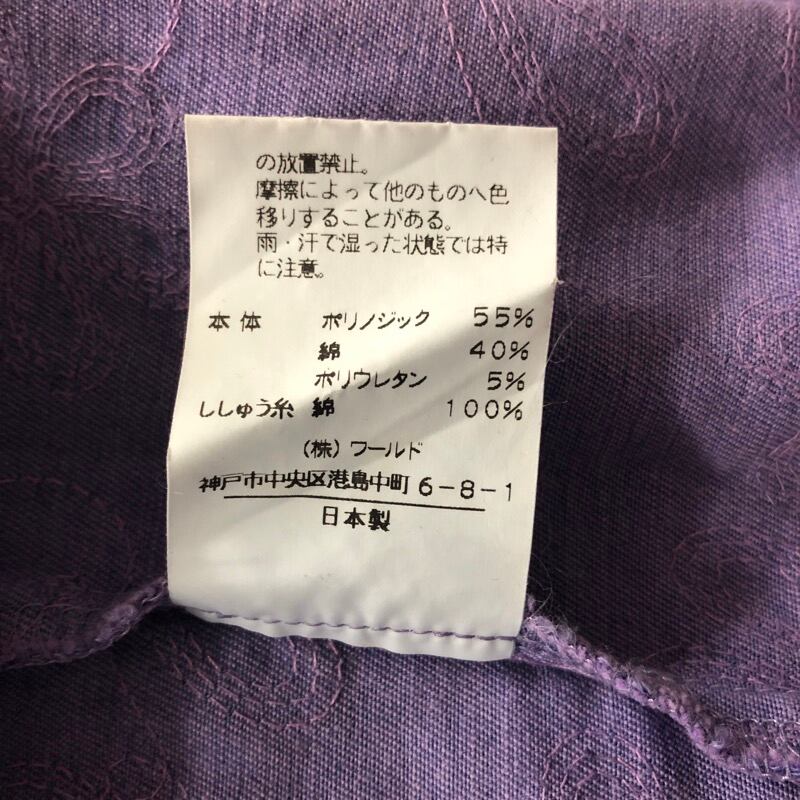 の放置禁止。
摩擦によって他のものへ色
移りすることがある。
雨・汗で湿った状態では特
に注意。
本体 ポリノジック 55%
綿 40%
ポリウレタン 5%
ししゅう糸 綿 100%
(株)ワールド
神戸市中央区港島中町6-8-1
日本製